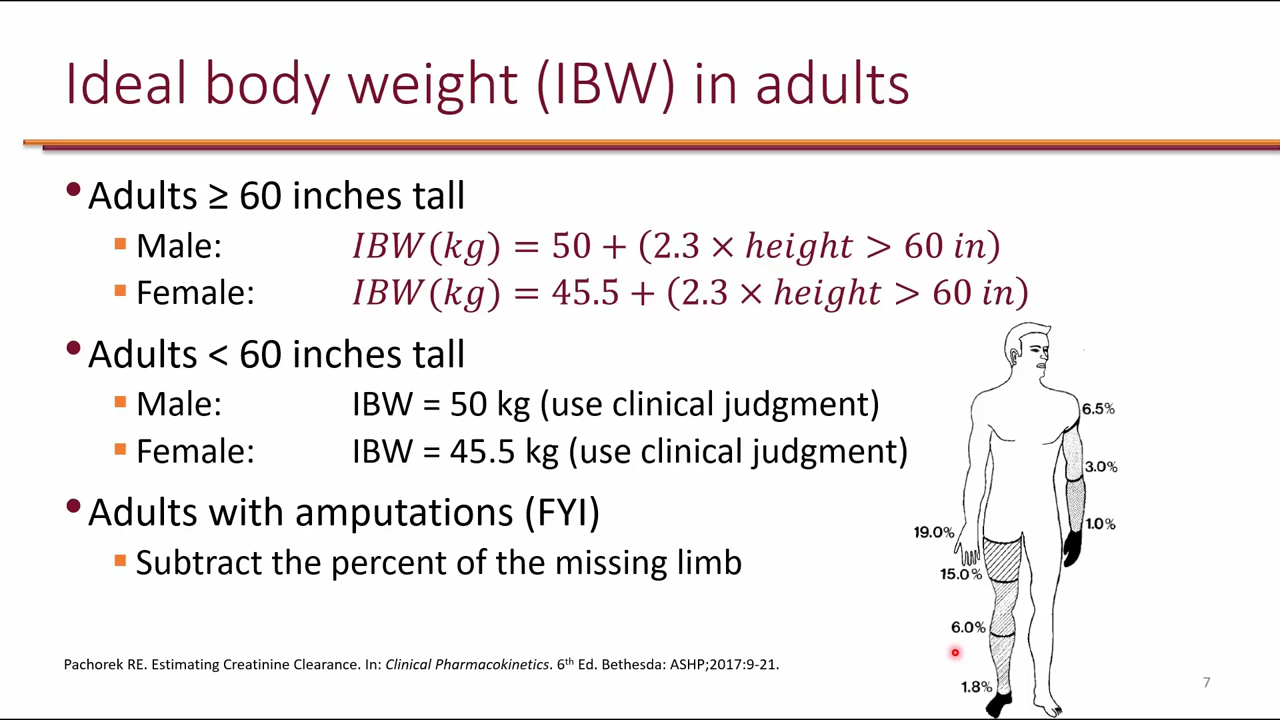 Ideal body weight (IBW) in adults
•Adults ≥ 60 inches tall
▪ Male: IBW(kg) = 50 + (2.3 × height > 60 in)
▪ Female: IBW(kg) = 45.5 + (2.3 × height > 60 in)
•Adults < 60 inches tall
▪ Male: IBW = 50 kg (use clinical judgment)
▪ Female: IBW = 45.5 kg (use clinical judgment)
•Adults with amputations (FYI)
▪ Subtract the percent of the missing limb
6.5%
3.0%
1.0%
19.0%
15.0%
6.0%
1.8%
Pachorek RE. Estimating Creatinine Clearance. In: Clinical Pharmacokinetics. 6th Ed. Bethesda: ASHP;2017:9-21.
7